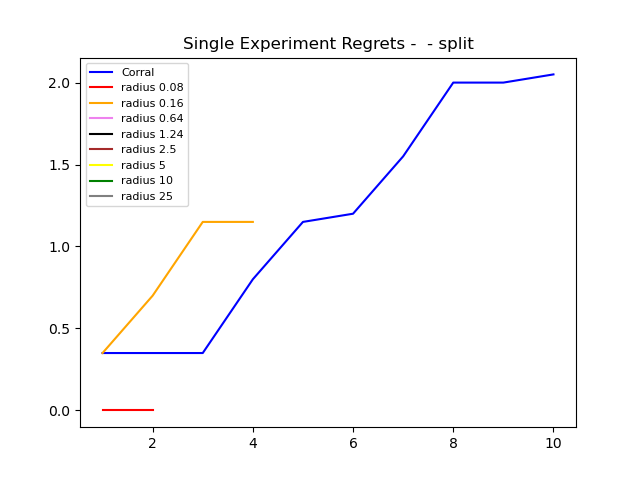 Single Experiment Regrets -  - split
Corral
radius 0.08
radius 0.16
radius 0.64
radius 1.24
radius 2.5
radius 5
radius 10
radius 25
2.0
1.5
1.0
0.5
0.0
2 4 6 8 10